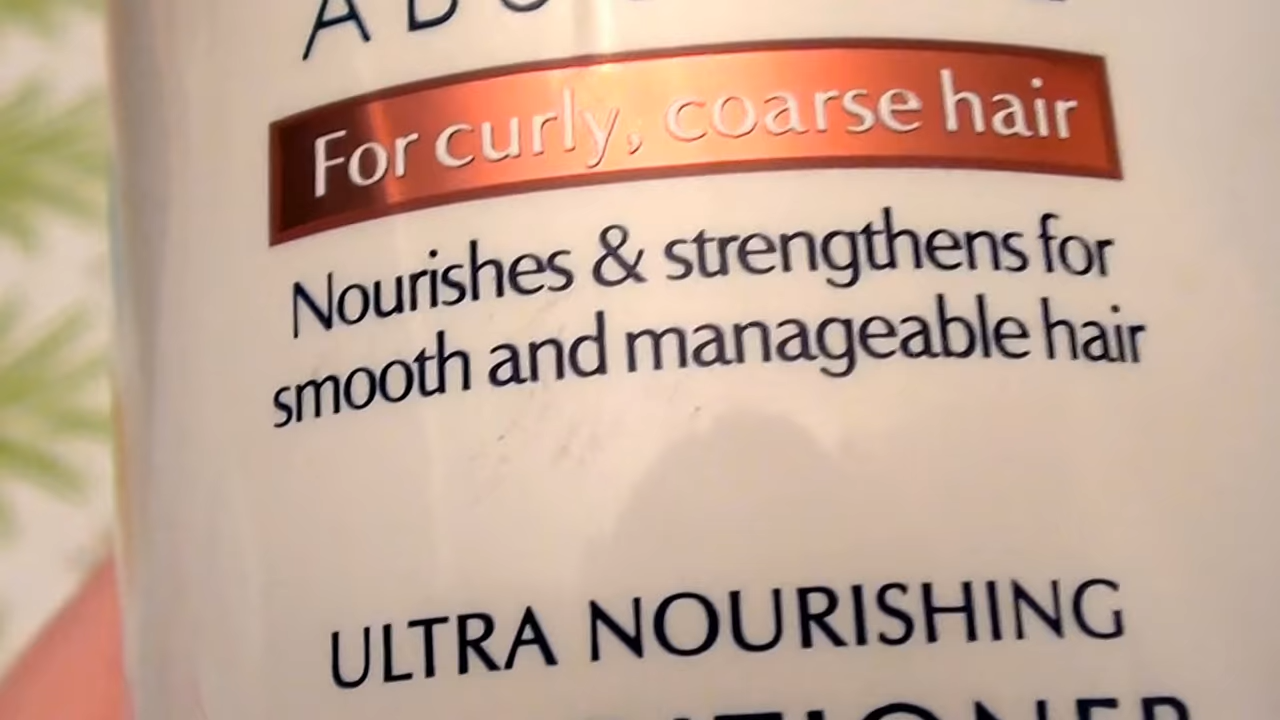 For curly, coarse hair
Nourishes & strengthens for
smooth and manageable hair
ULTRA NOURISHING